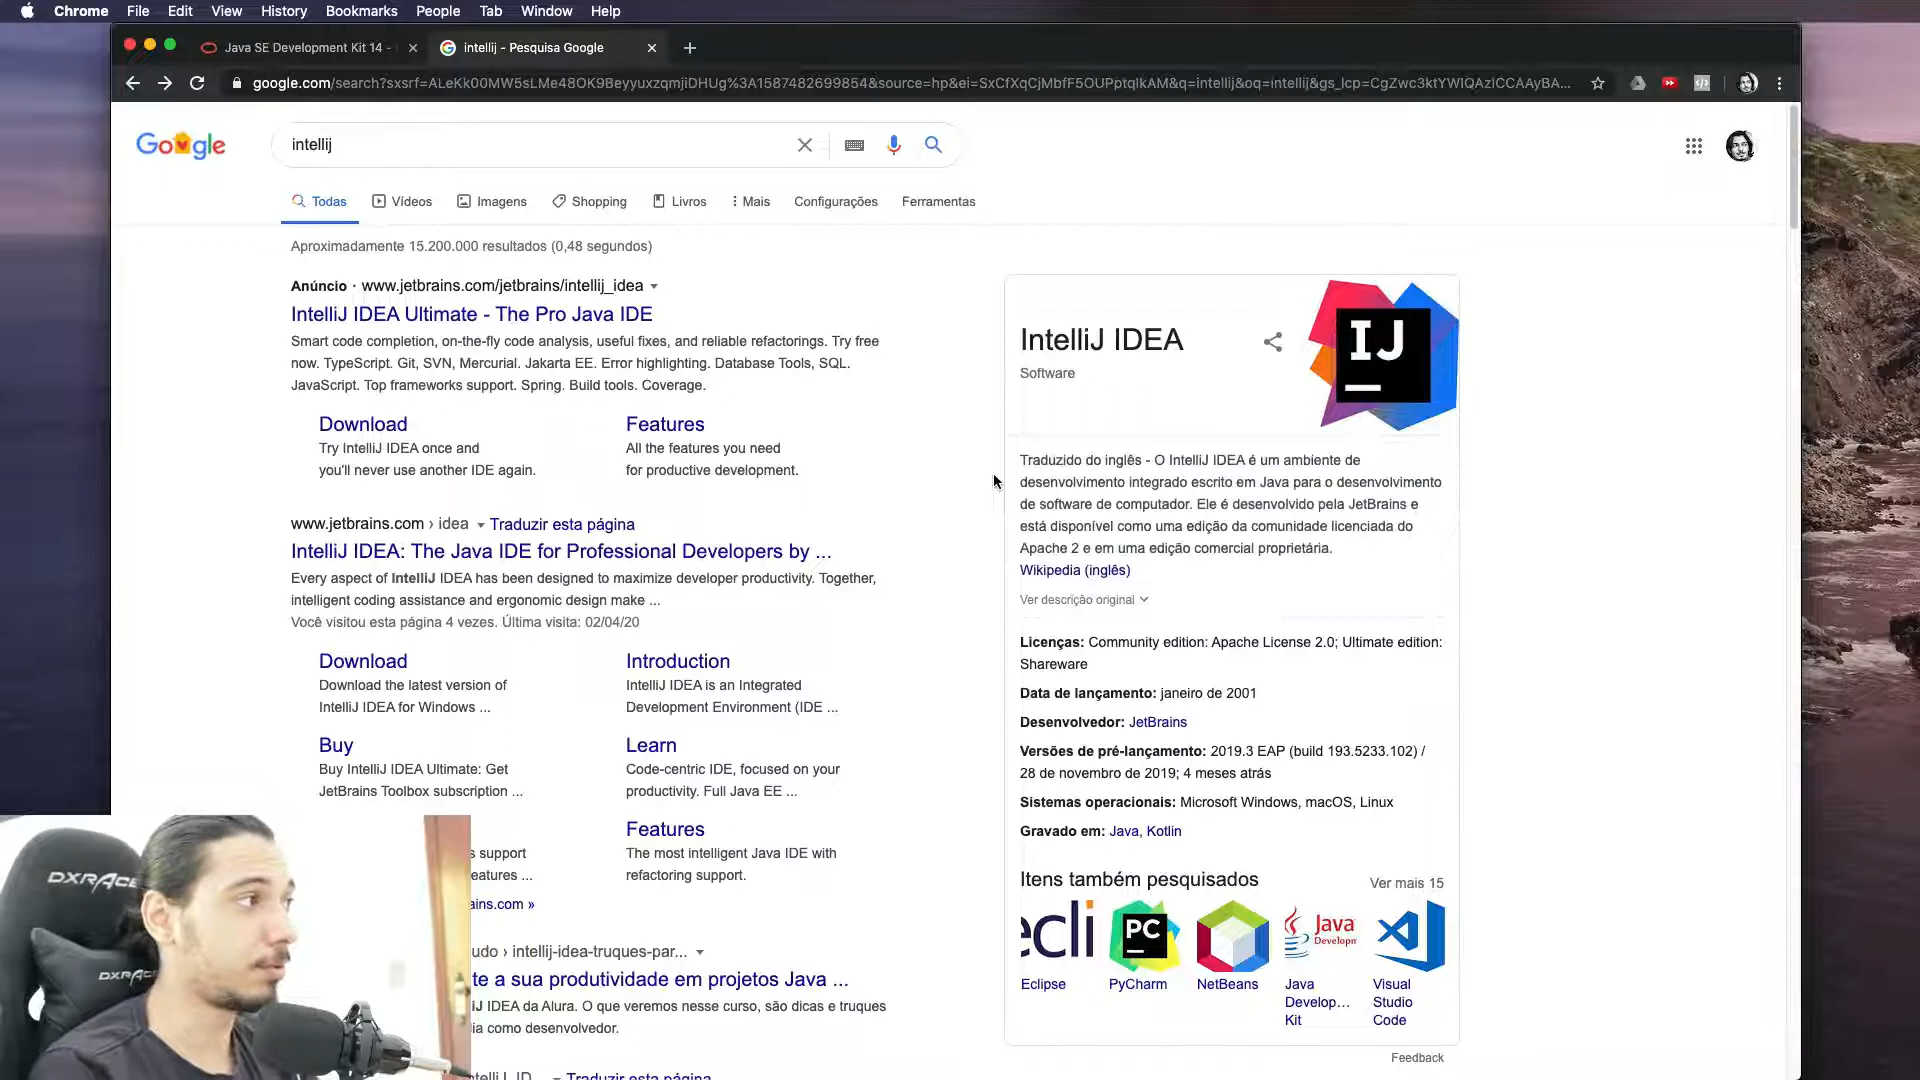 Chrome File Edit View History Bookmarks People Tab Window Help
Java SE Development Kit 14 -
intellij - Pesquisa Google
google.com/search?sxsrf=ALeKk00MW5sLMe48OK9BeyyuxzqmjiDHUg%3A1587482699854&source=hp&ei=SxCfXqCjMbfF5OUPptqIkAM&q=intellij&oq=intellij&gs_lcp=CgZwc3ktYWIQAzICCAAyBA...
Google
intellij
Todas Vídeos Imagens Shopping Livros Mais Configurações Ferramentas
Aproximadamente 15.200.000 resultados (0,48 segundos)
Anúncio · www.jetbrains.com/jetbrains/intellij_idea
IntelliJ IDEA Ultimate - The Pro Java IDE
Smart code completion, on-the-fly code analysis, useful fixes, and reliable refactorings. Try free
now. TypeScript. Git, SVN, Mercurial. Jakarta EE. Error highlighting. Database Tools, SQL.
JavaScript. Top frameworks support. Spring. Build tools. Coverage.
Download
Try IntelliJ IDEA once and
you'll never use another IDE again.
Features
All the features you need
for productive development.
www.jetbrains.com › idea Traduzir esta página
IntelliJ IDEA: The Java IDE for Professional Developers by ...
Every aspect of IntelliJ IDEA has been designed to maximize developer productivity. Together,
intelligent coding assistance and ergonomic design make ...
Você visitou esta página 4 vezes. Última visita: 02/04/20
Download
Download the latest version of
IntelliJ IDEA for Windows ...
Introduction
IntelliJ IDEA is an Integrated
Development Environment (IDE ...
Buy
Buy IntelliJ IDEA Ultimate: Get
JetBrains Toolbox subscription ...
Learn
Code-centric IDE, focused on your
productivity. Full Java EE ...
s support
eatures ...
Features
The most intelligent Java IDE with
refactoring support.
ains.com »
udo › intellij-idea-truques-par...
te a sua produtividade em projetos Java ...
iJ IDEA da Alura. O que veremos nesse curso, são dicas e truques
ia como desenvolvedor.
Traduzir esta página
IntelliJ IDEA
Software
IJ
Traduzido do inglês - O IntelliJ IDEA é um ambiente de
desenvolvimento integrado escrito em Java para o desenvolvimento
de software de computador. Ele é desenvolvido pela JetBrains e
está disponível como uma edição da comunidade licenciada do
Apache 2 e em uma edição comercial proprietária.
Wikipedia (inglês)
Ver descrição original
Licenças: Community edition: Apache License 2.0; Ultimate edition:
Shareware
Data de lançamento: janeiro de 2001
Desenvolvedor: JetBrains
Versões de pré-lançamento: 2019.3 EAP (build 193.5233.102) /
28 de novembro de 2019; 4 meses atrás
Sistemas operacionais: Microsoft Windows, macOS, Linux
Gravado em: Java, Kotlin
Itens também pesquisados
Ver mais 15
ecli
PC
Java
Developm
Eclipse
PyCharm
NetBeans
Java
Develop...
Kit
Visual
Studio
Code
Feedback
DXRACE
DXRACE